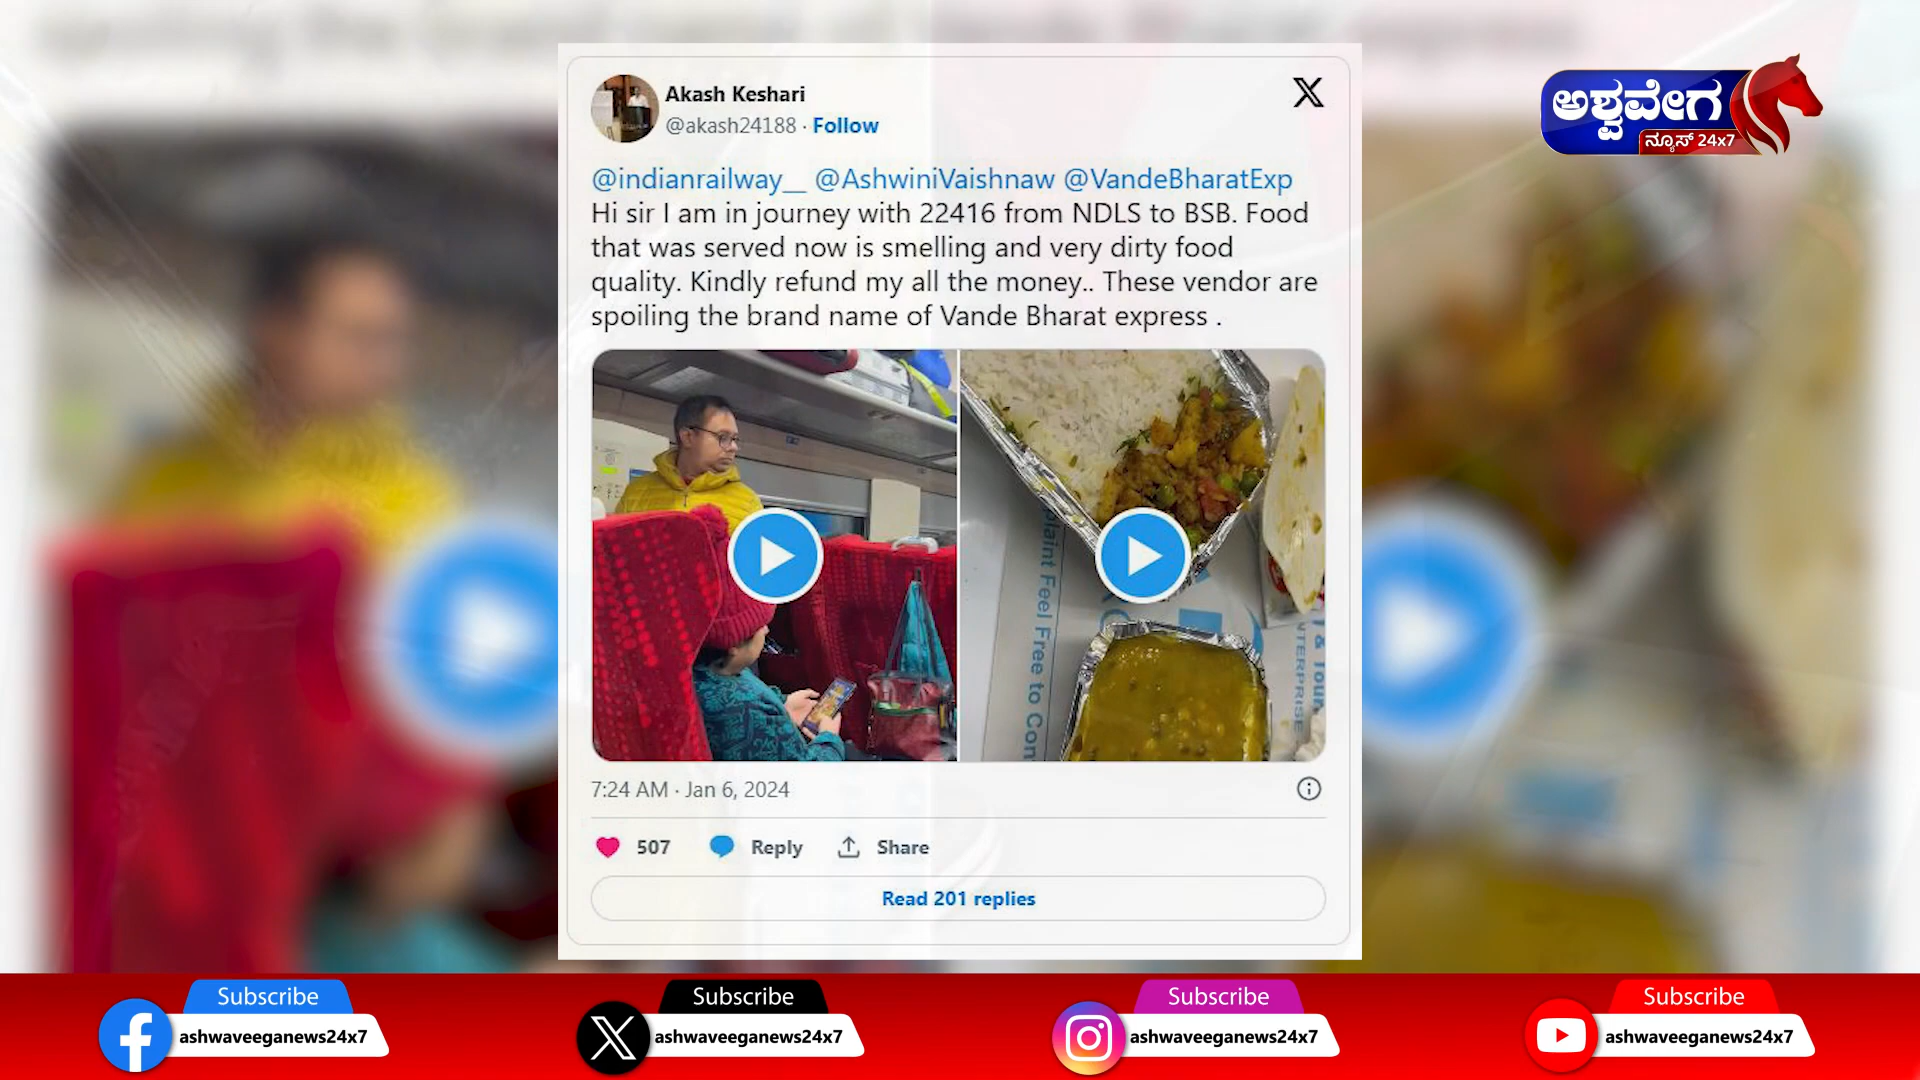 Akash Keshari
@akash24188 · Follow
@indianrailway__ @AshwiniVaishnaw @VandeBharatExp
Hi sir I am in journey with 22416 from NDLS to BSB. Food
that was served now is smelling and very dirty food
quality. Kindly refund my all the money.. These vendor are
spoiling the brand name of Vande Bharat express .
plaint Feel Free to Con
& Tour
TERPRISE
7:24 AM · Jan 6, 2024
507
Reply
Share
Read 201 replies
ಅಶ್ವವೇಗ
ನ್ಯೂಸ್ 24x7
Subscribe
ashwaveeganews24x7
Subscribe
ashwaveeganews24x7
Subscribe
ashwaveeganews24x7
Subscribe
ashwaveeganews24x7